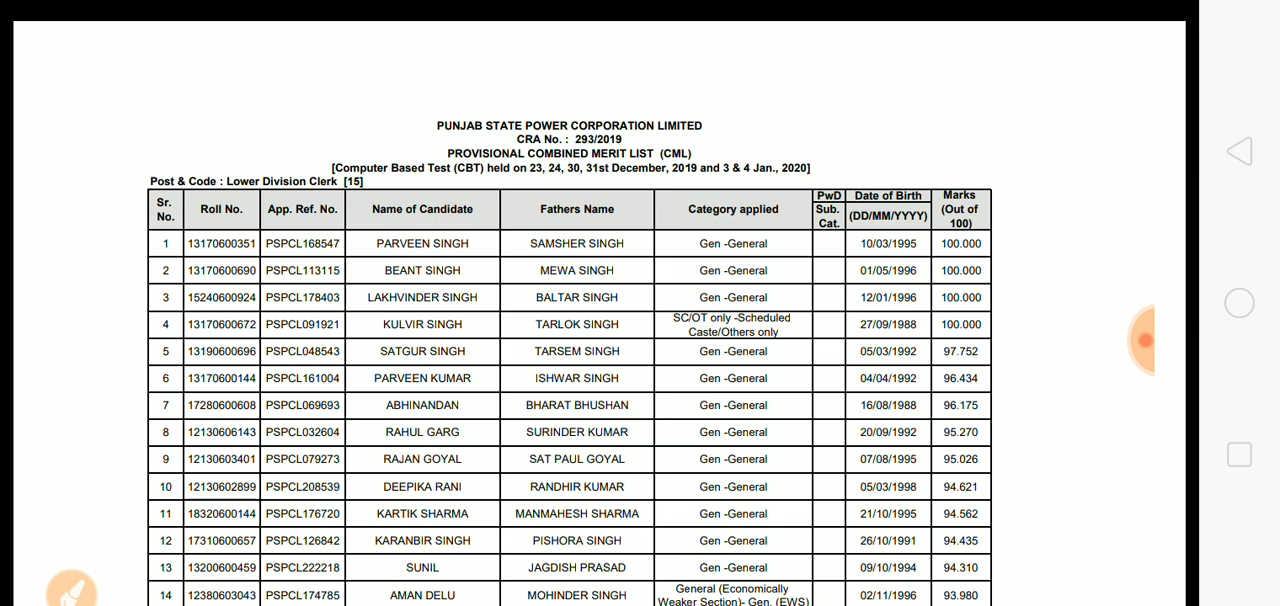 PUNJAB STATE POWER CORPORATION LIMITED
CRA No. : 293/2019
PROVISIONAL COMBINED MERIT LIST (CML)
[Computer Based Test (CBT) held on 23, 24, 30, 31st December, 2019 and 3 & 4 Jan., 2020]
Post & Code : Lower Division Clerk [15]
Sr. No. Roll No. App. Ref. No. Name of Candidate Fathers Name Category applied PwD Sub. Cat. Date of Birth (DD/MM/YYYY) Marks (Out of 100)
1 13170600351 PSPCL168547 PARVEEN SINGH SAMSHER SINGH Gen -General 10/03/1995 100.000
2 13170600690 PSPCL113115 BEANT SINGH MEWA SINGH Gen -General 01/05/1996 100.000
3 15240600924 PSPCL178403 LAKHVINDER SINGH BALTAR SINGH Gen -General 12/01/1996 100.000
4 13170600672 PSPCL091921 KULVIR SINGH TARLOK SINGH SC/OT only -Scheduled Caste/Others only 27/09/1988 100.000
5 13190600696 PSPCL048543 SATGUR SINGH TARSEM SINGH Gen -General 05/03/1992 97.752
6 13170600144 PSPCL161004 PARVEEN KUMAR ISHWAR SINGH Gen -General 04/04/1992 96.434
7 17280600608 PSPCL069693 ABHINANDAN BHARAT BHUSHAN Gen -General 16/08/1988 96.175
8 12130606143 PSPCL032604 RAHUL GARG SURINDER KUMAR Gen -General 20/09/1992 95.270
9 12130603401 PSPCL079273 RAJAN GOYAL SAT PAUL GOYAL Gen -General 07/08/1995 95.026
10 12130602899 PSPCL208539 DEEPIKA RANI RANDHIR KUMAR Gen -General 05/03/1998 94.621
11 18320600144 PSPCL176720 KARTIK SHARMA MANMAHESH SHARMA Gen -General 21/10/1995 94.562
12 17310600657 PSPCL126842 KARANBIR SINGH PISHORA SINGH Gen -General 26/10/1991 94.435
13 13200600459 PSPCL222218 SUNIL JAGDISH PRASAD Gen -General 09/10/1994 94.310
14 12380603043 PSPCL174785 AMAN DELU MOHINDER SINGH General (Economically Weaker Section)- Gen. (EWS) 02/11/1996 93.980